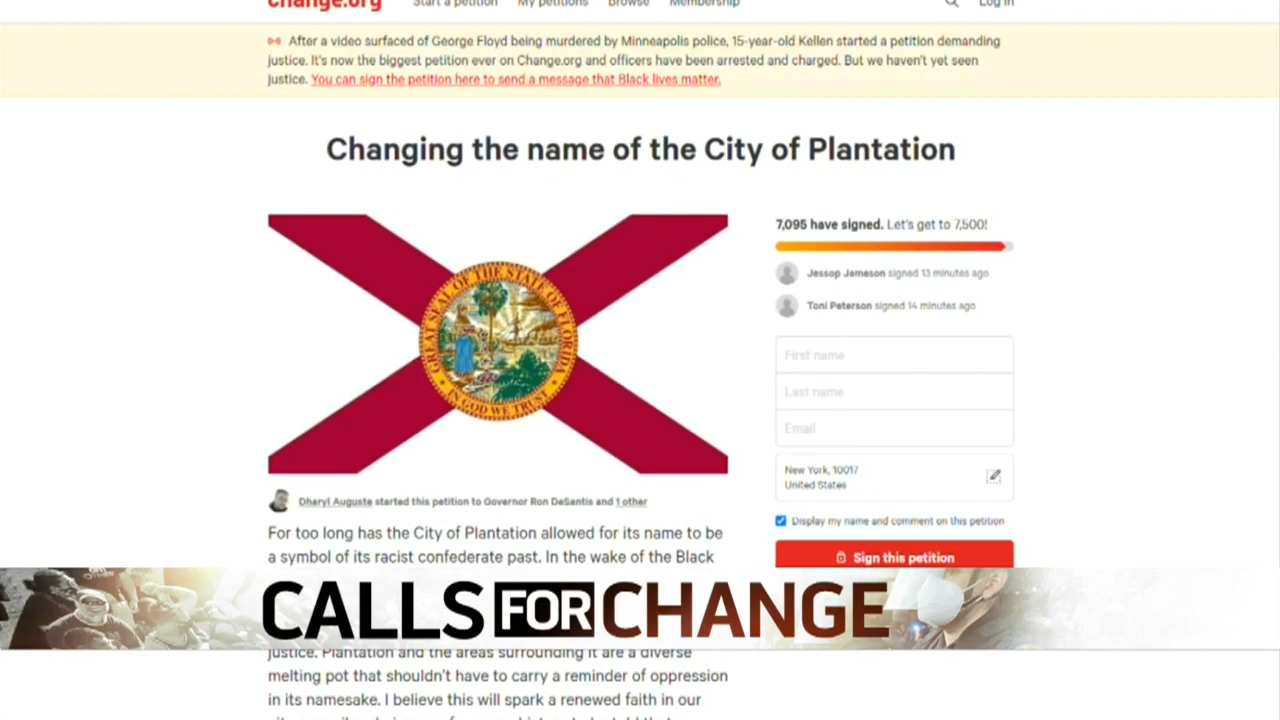 change.org Start a petition My petitions Browse Membership Log in
After a video surfaced of George Floyd being murdered by Minneapolis police, 15-year-old Kellen started a petition demanding
justice. It's now the biggest petition ever on Change.org and officers have been arrested and charged. But we haven't yet seen
justice. You can sign the petition here to send a message that Black lives matter.
Changing the name of the City of Plantation
GREAT SEAL OF THE STATE OF FLORIDA
IN GOD WE TRUST
7,095 have signed. Let's get to 7,500!
Jessop Jameson signed 13 minutes ago
Toni Peterson signed 14 minutes ago
First name
Last name
Email
New York, 10017
United States
Display my name and comment on this petition
Sign this petition
Dharyl Auguste started this petition to Governor Ron DeSantis and 1 other
For too long has the City of Plantation allowed for its name to be
a symbol of its racist confederate past. In the wake of the Black
CALLS FOR CHANGE
justice. Plantation and the areas surrounding it are a diverse
melting pot that shouldn't have to carry a reminder of oppression
in its namesake. I believe this will spark a renewed faith in our